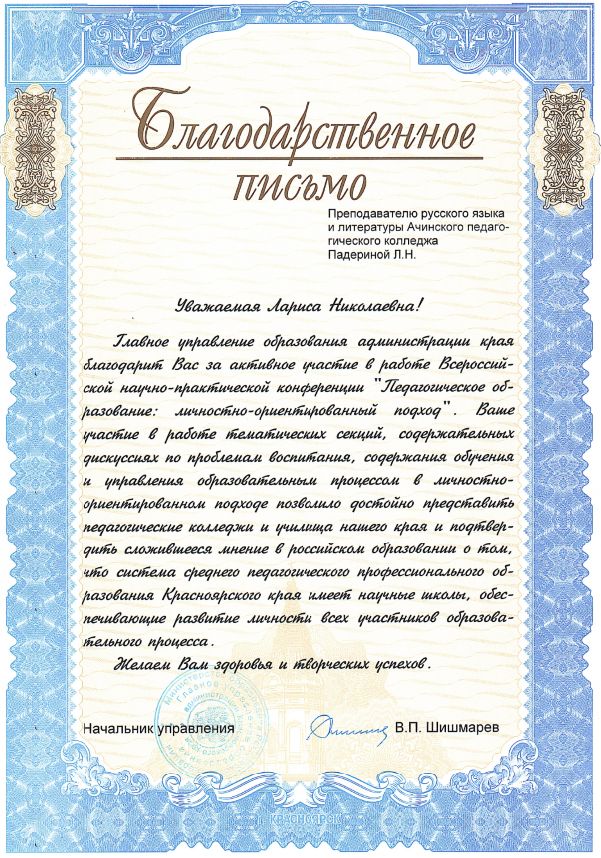 Благодарственное
письмо
Преподавателю русского языка
и литературы Ачинского педаго-
гического колледжа
Падериной Л.Н.
Уважаемая Лариса Николаевна!
Главное управление образования администрации края
благодарит Вас за активное участие в работе Всероссий-
ской научно-практической конференции "Педагогическое об-
разование: личностно-ориентированный подход". Ваше
участие в работе тематических секций, содержательных
дискуссиях по проблемам воспитания, содержания обучения
и управления образовательным процессом в личностно-
ориентированном подходе позволило достойно представить
педагогические колледжи и училища нашего края и подтвер-
дить сложившееся мнение в российском образовании о том,
что система среднего педагогического профессионального об-
разования Красноярского края имеет научные школы, обес-
печивающие развитие личности всех участников образова-
тельного процесса.
Желаем Вам здоровья и творческих успехов.
Начальник управления
В.П. Шишмарев
КРАСНОЯРСК